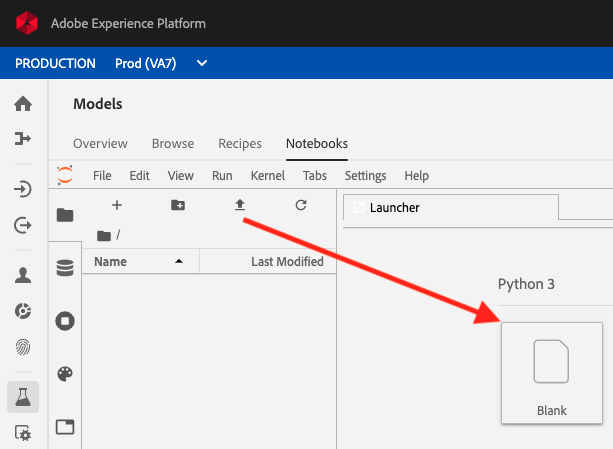 Adobe Experience Platform
PRODUCTION Prod (VA7)
Models
Overview Browse Recipes Notebooks
File Edit View Run Kernel Tabs Settings Help
Launcher
/
Name Last Modified
Python 3
Blank